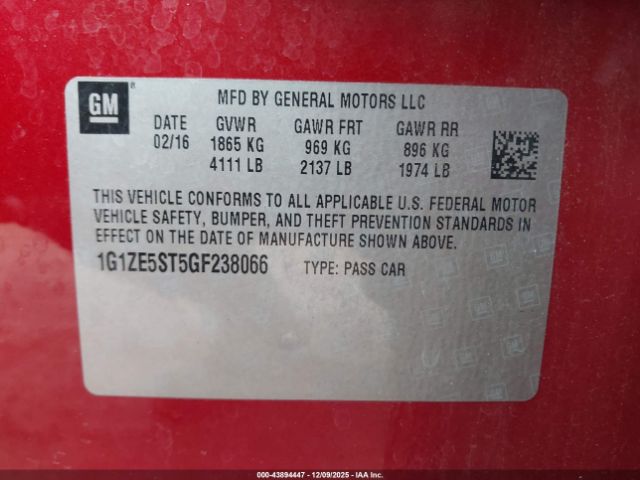 GM ®
MFD BY GENERAL MOTORS LLC
DATE GVWR GAWR FRT GAWR RR
02/16 1865 KG 969 KG 896 KG
4111 LB 2137 LB 1974 LB
THIS VEHICLE CONFORMS TO ALL APPLICABLE U.S. FEDERAL MOTOR
VEHICLE SAFETY, BUMPER, AND THEFT PREVENTION STANDARDS IN
EFFECT ON THE DATE OF MANUFACTURE SHOWN ABOVE.
1G1ZE5ST5GF238066 TYPE: PASS CAR
000-43894447 - 12/09/2025 - IAA Inc.